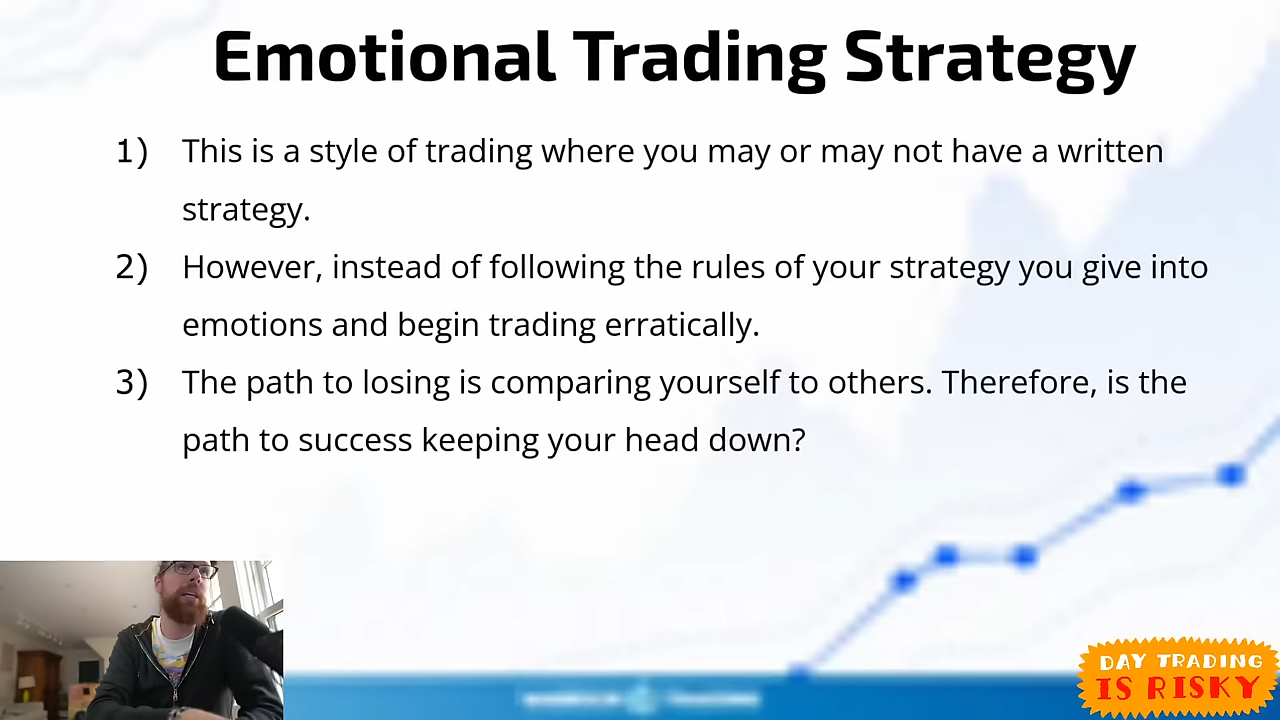 Emotional Trading Strategy
1) This is a style of trading where you may or may not have a written
strategy.
2) However, instead of following the rules of your strategy you give into
emotions and begin trading erratically.
3) The path to losing is comparing yourself to others. Therefore, is the
path to success keeping your head down?
DAY TRADING
IS RISKY